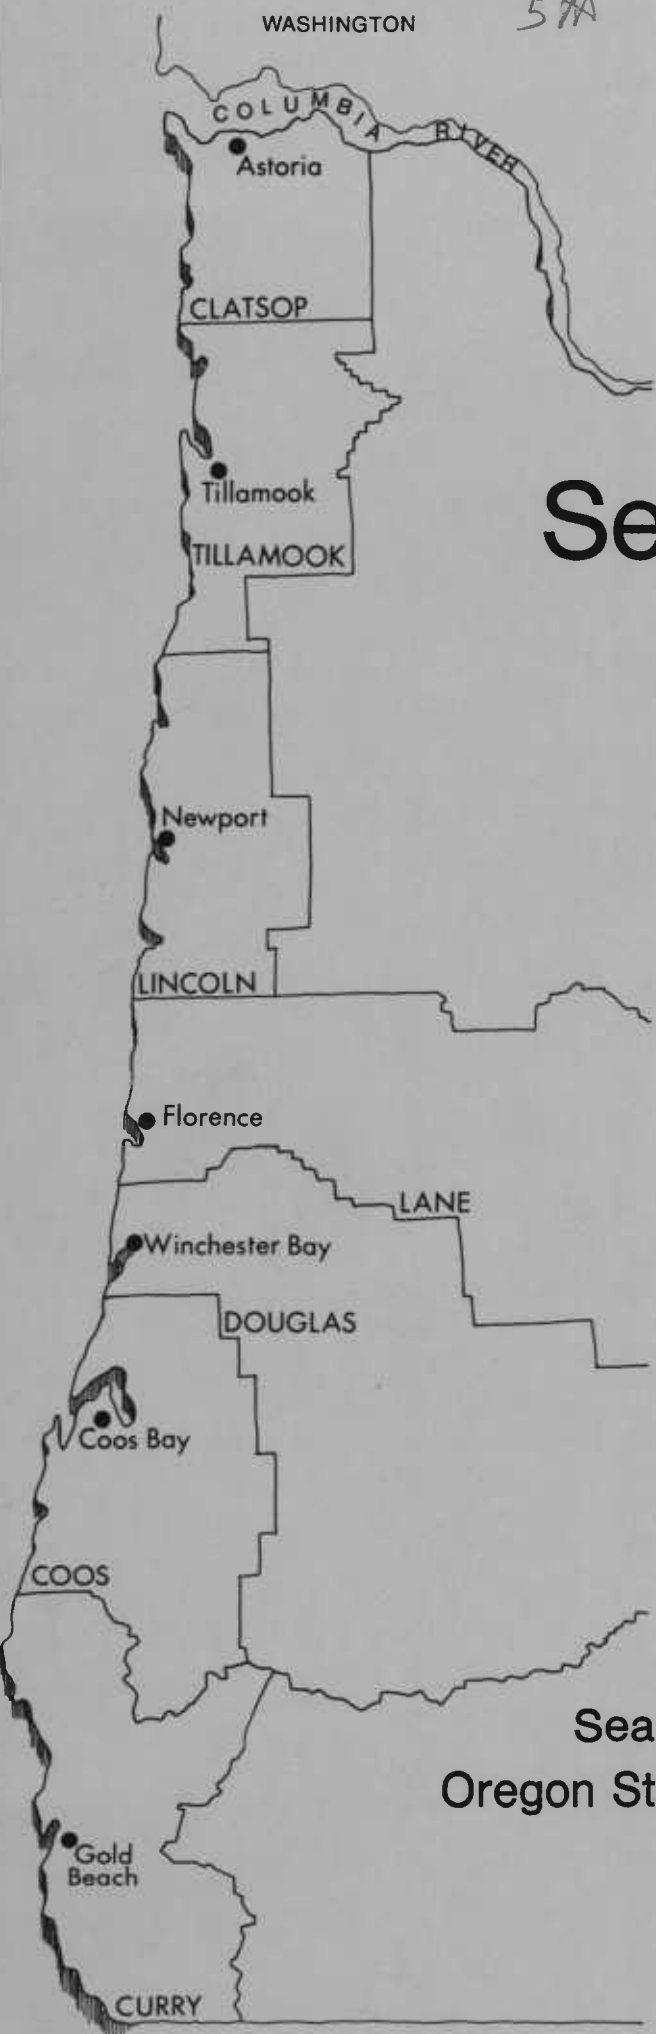 WASHINGTON
COLUMBIA RIVER
Astoria
CLATSOP
Tillamook
Se
TILLAMOOK
Newport
LINCOLN
Florence
LANE
Winchester Bay
DOUGLAS
Coos Bay
COOS
Sea
Oregon St
Gold
Beach
CURRY